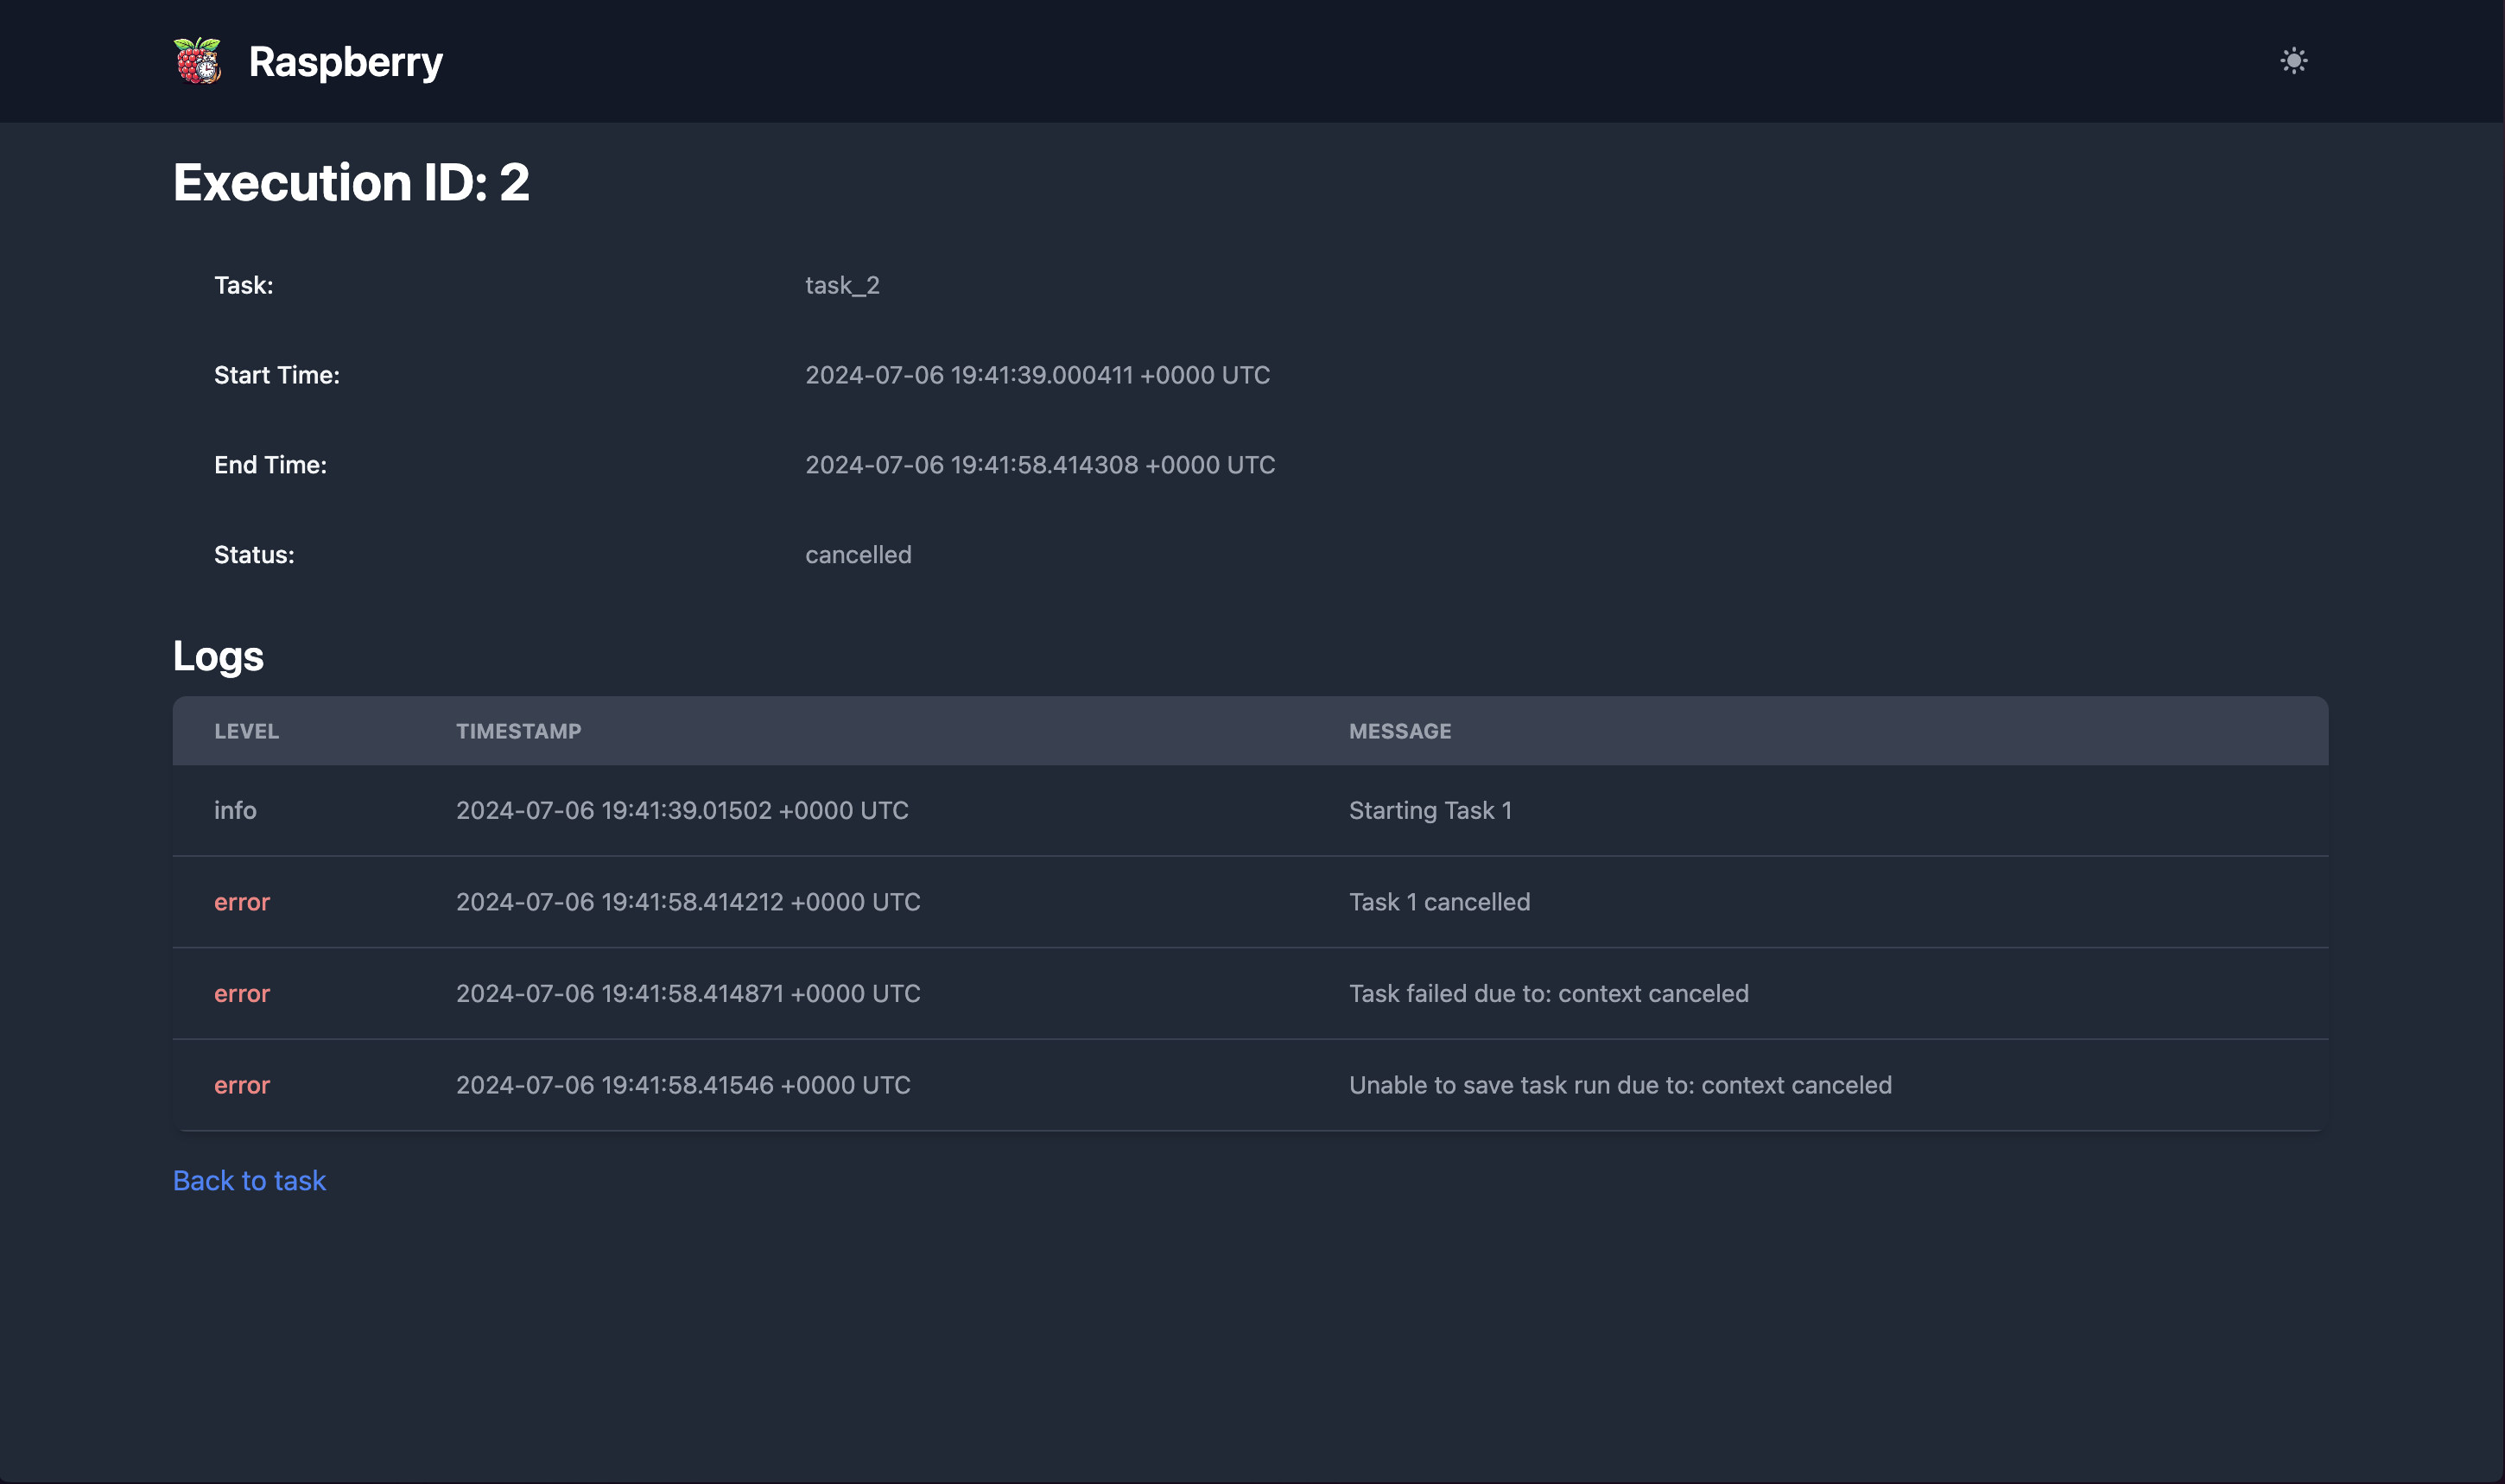 Raspberry
Execution ID: 2
Task: task_2
Start Time: 2024-07-06 19:41:39.000411 +0000 UTC
End Time: 2024-07-06 19:41:58.414308 +0000 UTC
Status: cancelled
Logs
LEVEL TIMESTAMP MESSAGE
info 2024-07-06 19:41:39.01502 +0000 UTC Starting Task 1
error 2024-07-06 19:41:58.414212 +0000 UTC Task 1 cancelled
error 2024-07-06 19:41:58.414871 +0000 UTC Task failed due to: context canceled
error 2024-07-06 19:41:58.41546 +0000 UTC Unable to save task run due to: context canceled
Back to task